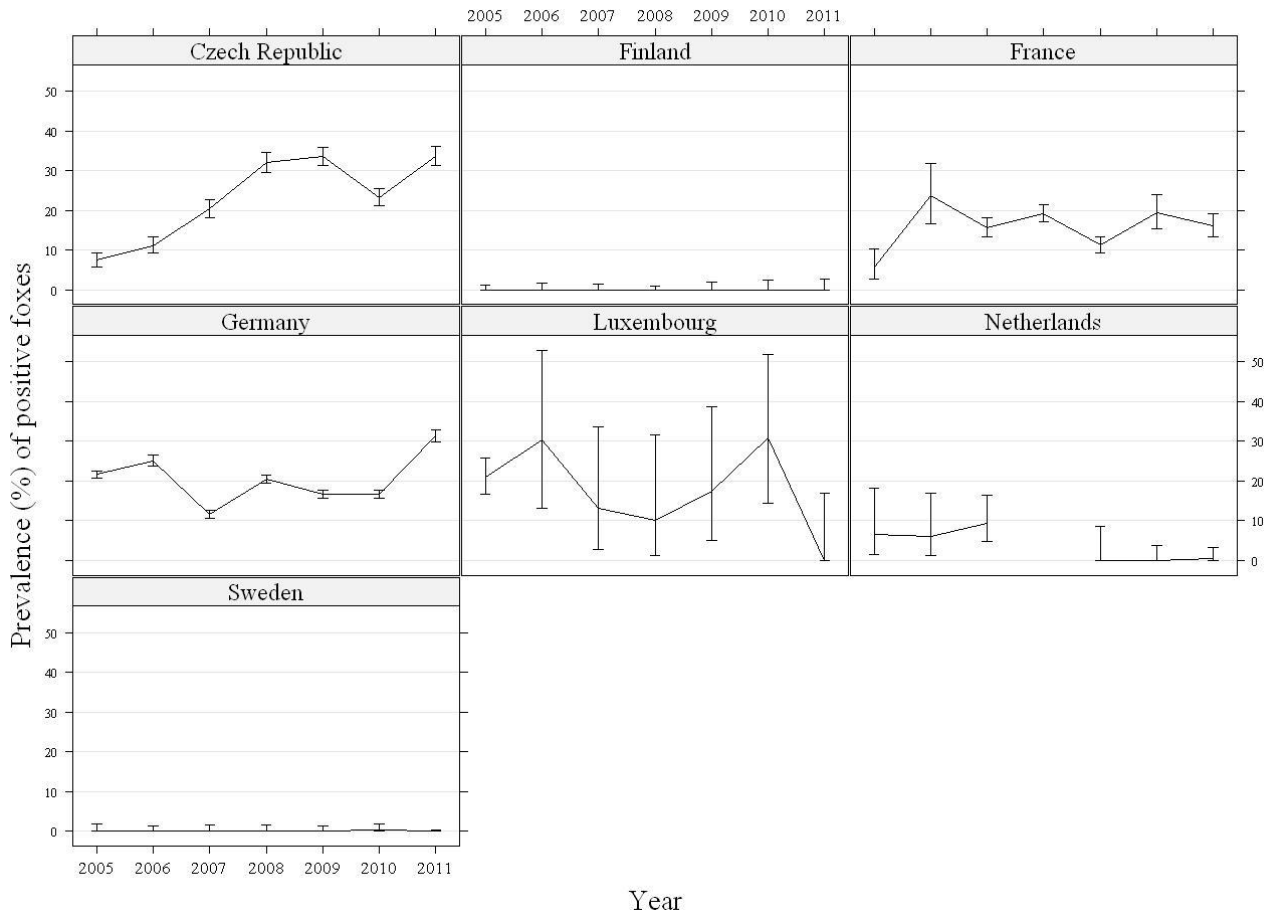 2005 2006 2007 2008 2009 2010 2011
Czech Republic Finland France
50
40
30
20
10
0
Germany Luxembourg Netherlands
50
40
30
20
10
0
Sweden
50
40
30
20
10
0
2005 2006 2007 2008 2009 2010 2011
Prevalence (%) of positive foxes
Year